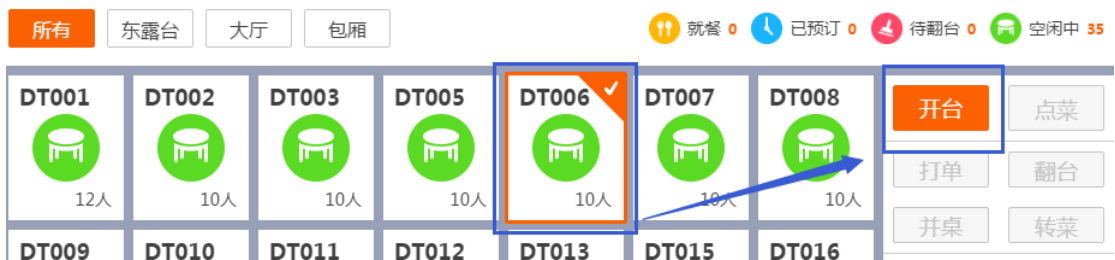 所有 东露台 大厅 包厢 就餐 0 已预订 0 待翻台 0 空闲中 35
DT001 DT002 DT003 DT005 DT006 DT007 DT008 开台 点菜
打单 翻台
12人 10人 10人 10人 10人 10人 10人
并桌 转菜
DT009 DT010 DT011 DT012 DT013 DT015 DT016